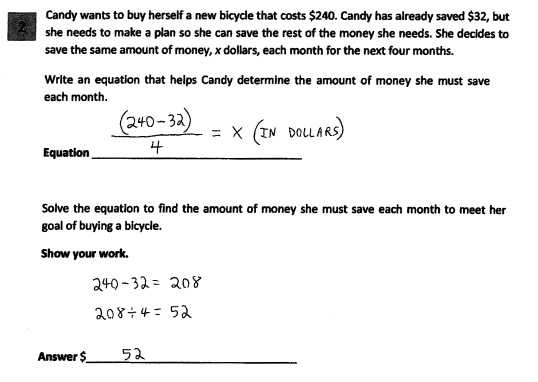 2
Candy wants to buy herself a new bicycle that costs $240. Candy has already saved $32, but
she needs to make a plan so she can save the rest of the money she needs. She decides to
save the same amount of money, x dollars, each month for the next four months.
Write an equation that helps Candy determine the amount of money she must save
each month.
(240-32)
= X (IN DOLLARS)
4
Equation
Solve the equation to find the amount of money she must save each month to meet her
goal of buying a bicycle.
Show your work.
240-32= 208
208÷4= 52
Answer $ 52